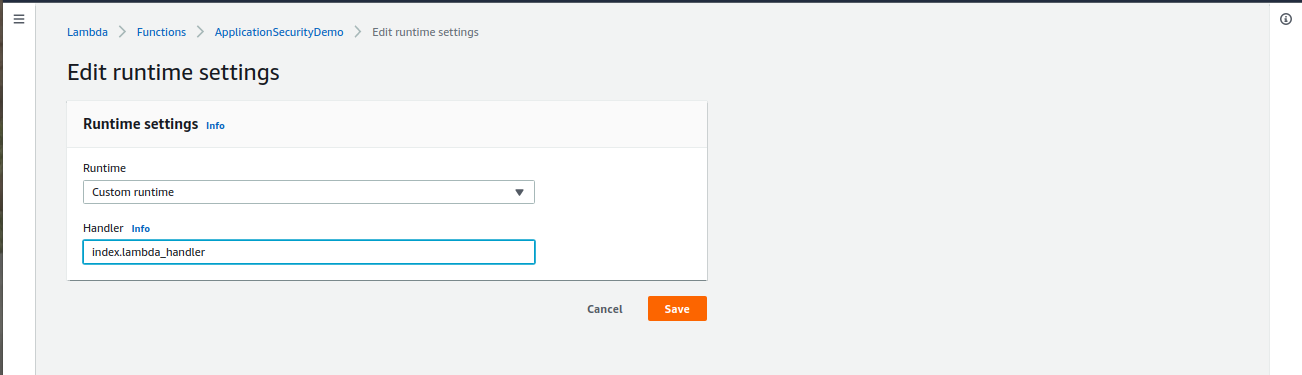 Lambda > Functions > ApplicationSecurityDemo > Edit runtime settings
Edit runtime settings
Runtime settings Info
Runtime
Custom runtime
Handler Info
index.lambda_handler
Cancel Save